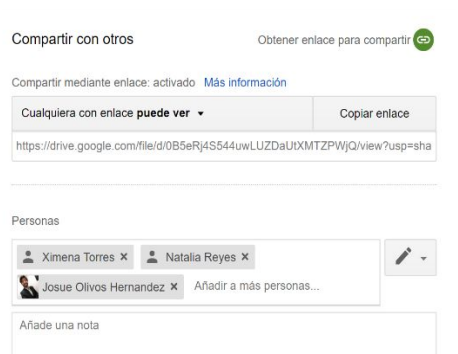 Compartir con otros
Obtener enlace para compartir
Compartir mediante enlace: activado Más información
Cualquiera con enlace puede ver
Copiar enlace
https://drive.google.com/file/d/0B5eRj4S544uwLUZDaUtXMTZPWjQ/view?usp=sha
Personas
Ximena Torres × Natalia Reyes ×
Josue Olivos Hernandez × Añadir a más personas...
Añade una nota